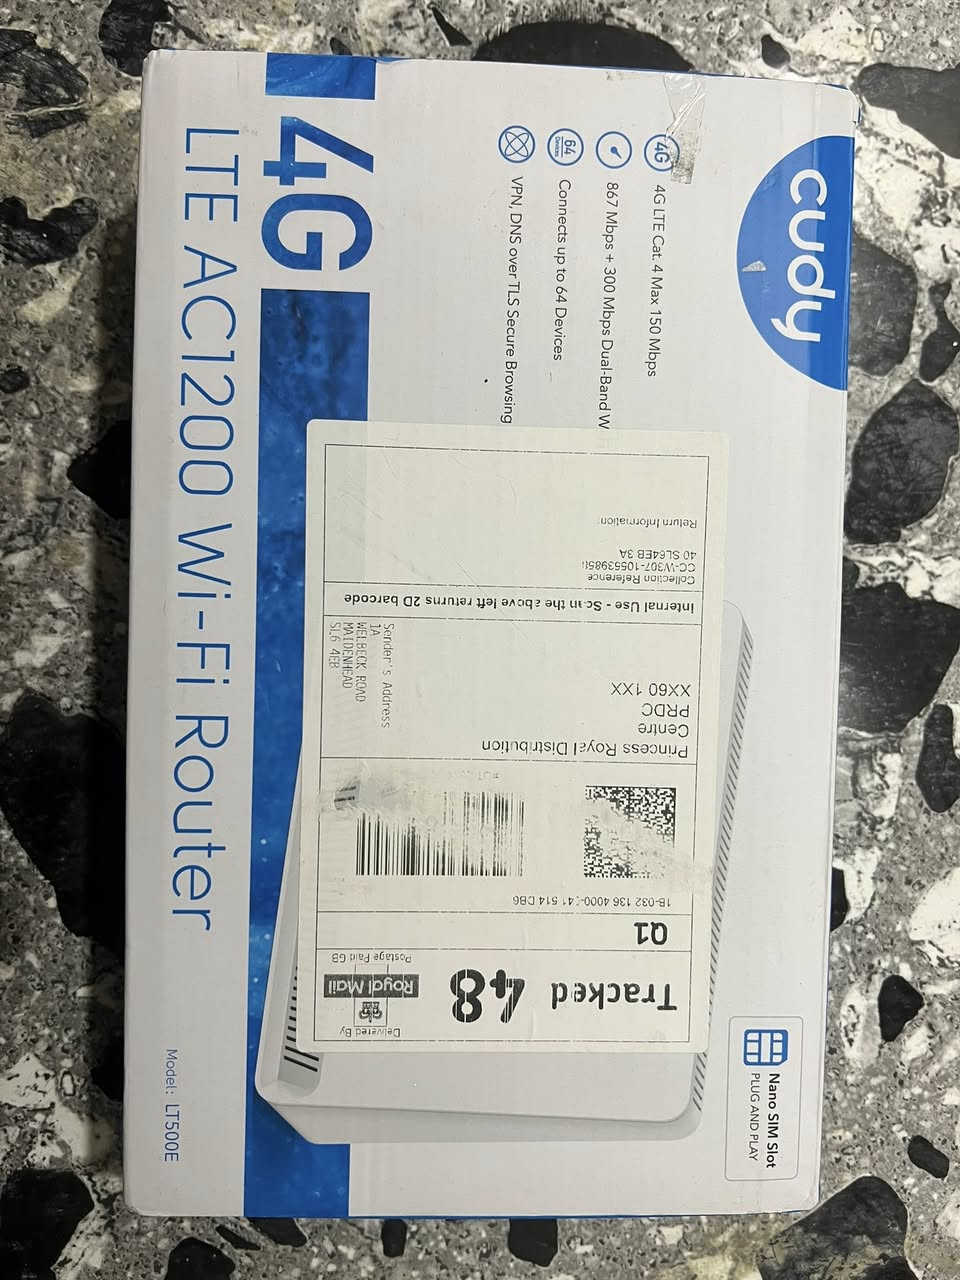 cudy
4G LTE Cat. 4 Max 150 Mbps
867 Mbps + 300 Mbps Dual-Band W
64
Devices
Connects up to 64 Devices
VPN, DNS over TLS Secure Browsing
4G
LTE AC1200 Wi-Fi Router
Model: LT500E
Nano SIM Slot
PLUG AND PLAY
Delivered By
Royal Mail
Postage Paid GB
Tracked 48
Q1
Princess Royal Distribution
Centre
PRDC
XX60 1XX
Sender's Address
1A
WELBECK ROAD
MAIDENHEAD
SL6 4EB
Internal Use - Scan the above left returns 2D barcode
Collection Reference
40 SL64EB 3A
Return Information: